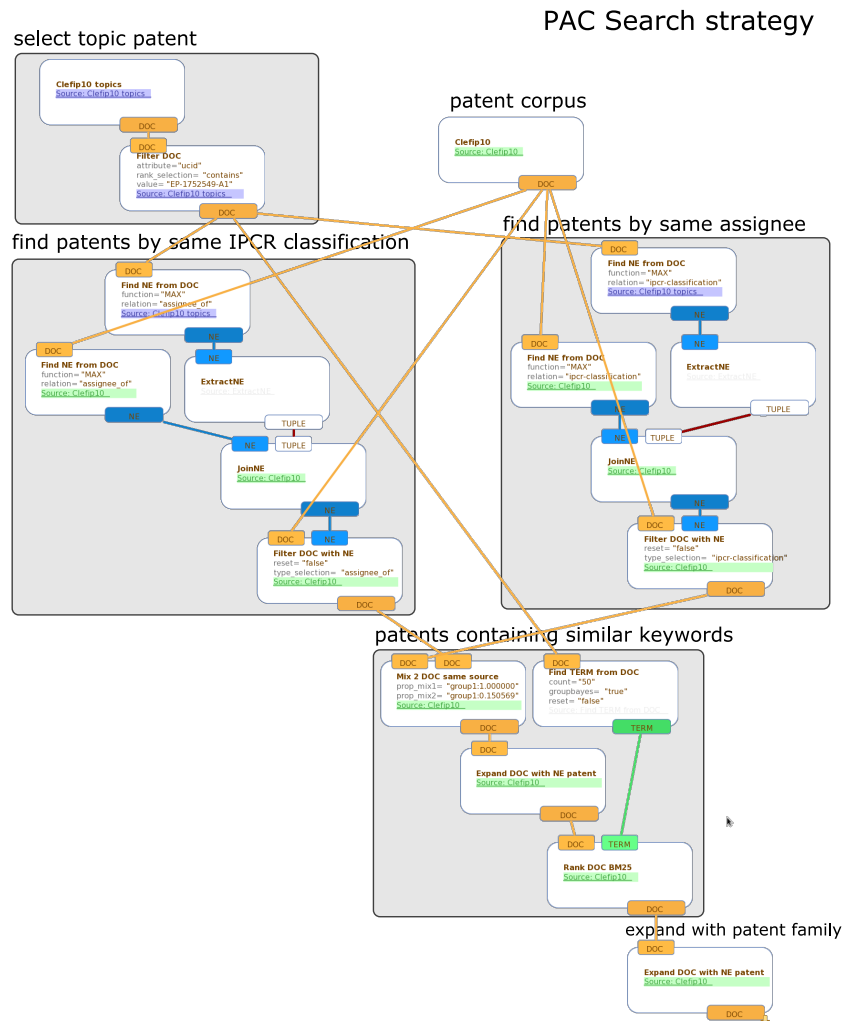 PAC Search strategy
select topic patent
Clefip10 topics
Source: Clefip10 topics
DOC
DOC
Filter DOC
attribute= "ucid"
rank_selection= "contains"
value= "EP-1752549-A1"
Source: Clefip10 topics
DOC
patent corpus
Clefip10
Source: Clefip10
DOC
find patents by same IPCR classification
DOC
Find NE from DOC
function= "MAX"
relation= "assignee_of"
Source: Clefip10 topics
NE
DOC
Find NE from DOC
function= "MAX"
relation= "assignee_of"
Source: Clefip10
NE
NE
ExtractNE
Source: ExtractNE
TUPLE
NE
TUPLE
JoinNE
Source: Clefip10
NE
DOC
NE
Filter DOC with NE
reset= "false"
type_selection= "assignee_of"
Source: Clefip10
DOC
find patents by same assignee
DOC
Find NE from DOC
function= "MAX"
relation= "ipcr-classification"
Source: Clefip10 topics
NE
DOC
Find NE from DOC
function= "MAX"
relation= "ipcr-classification"
Source: Clefip10
NE
NE
ExtractNE
Source: ExtractNE
TUPLE
NE
TUPLE
JoinNE
Source: Clefip10
NE
DOC
NE
Filter DOC with NE
reset= "false"
type_selection= "ipcr-classification"
Source: Clefip10
DOC
patents containing similar keywords
DOC
DOC
Mix 2 DOC same source
prop_mix1= "group1:1.000000"
prop_mix2= "group1:0.150569"
Source: Clefip10
DOC
DOC
Find TERM from DOC
count= "50"
groupbayes= "true"
reset= "false"
Source: Find TERM from DOC
TERM
DOC
Expand DOC with NE patent
Source: Clefip10
DOC
DOC
TERM
Rank DOC BM25
Source: Clefip10
DOC
expand with patent family
DOC
Expand DOC with NE patent
Source: Clefip10
DOC